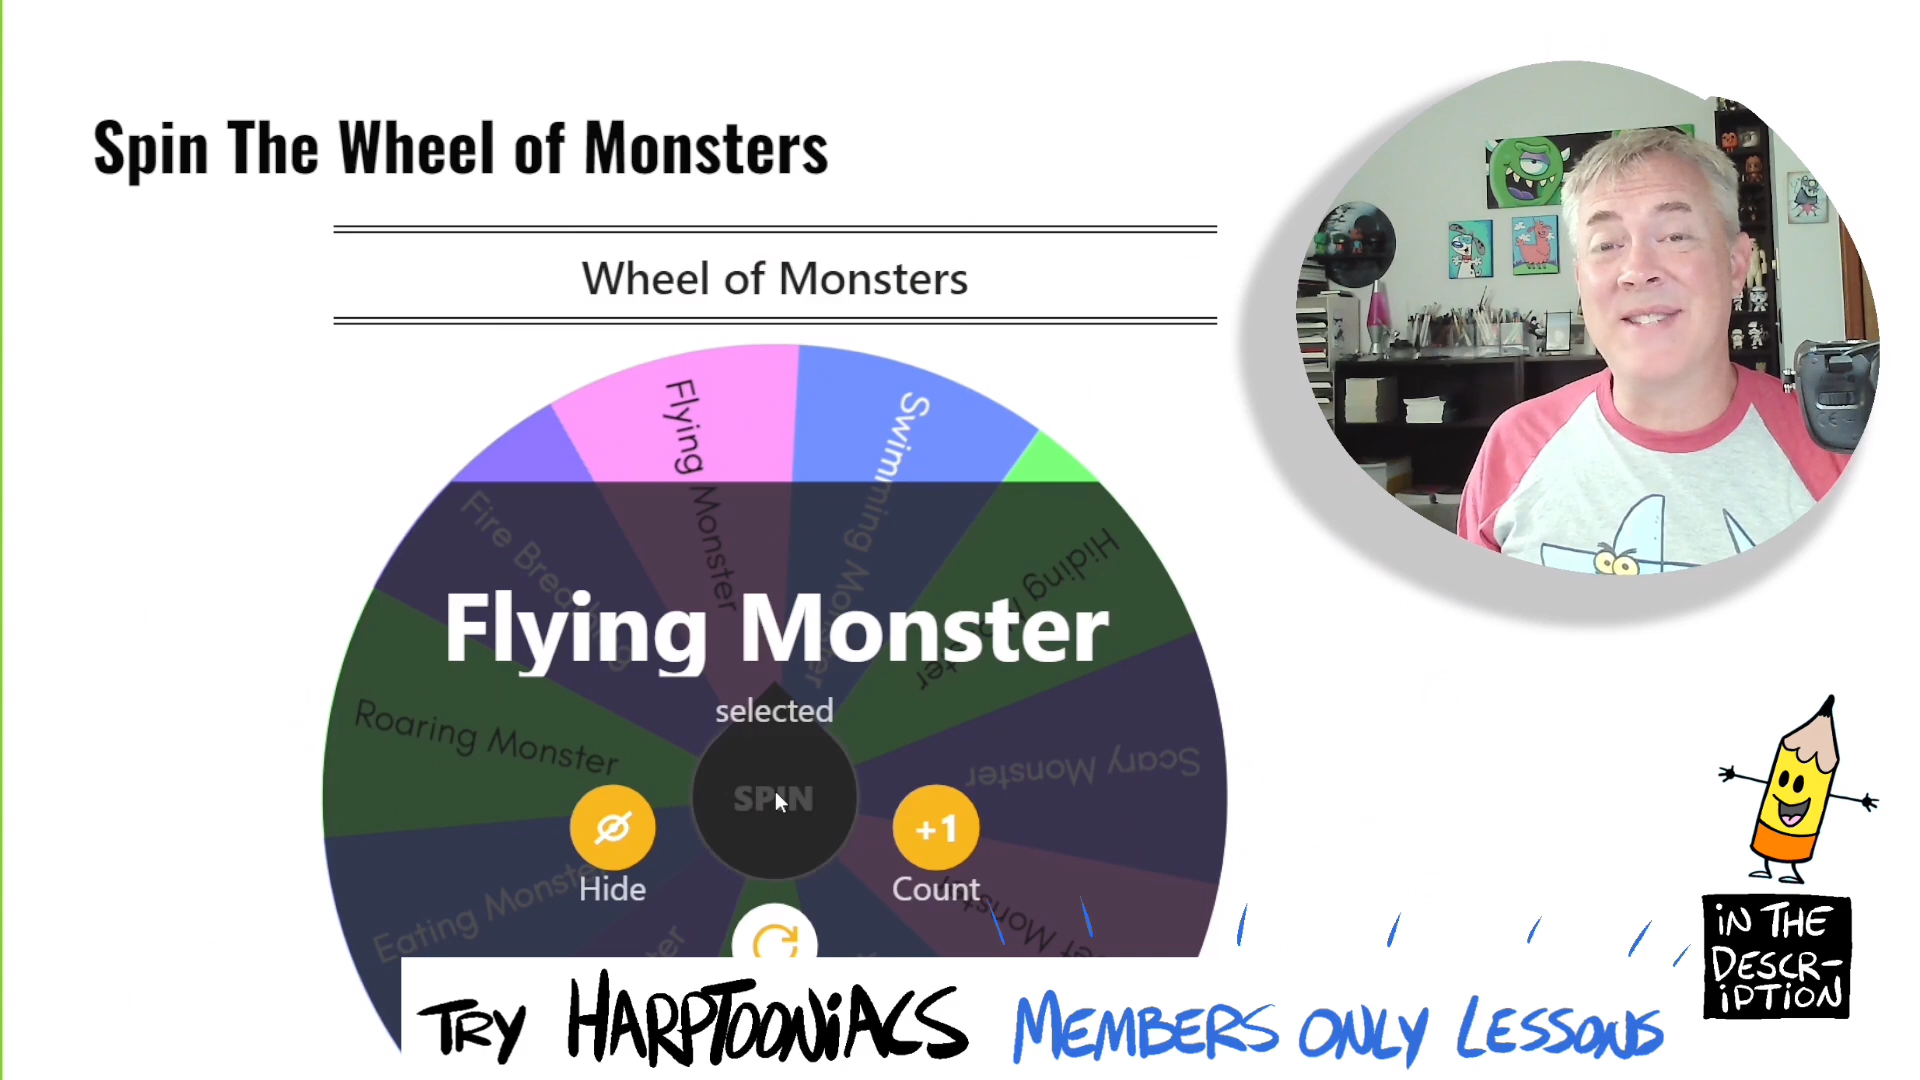 Spin The Wheel of Monsters
Wheel of Monsters
Flying Monster
Swimming Monster
Fire
Hiding
Flying Monster
selected
Roaring Monster
Scary Monster
SPIN
+1
Hide
Count
Eating Monster
Monster
IN THE
DESCR-
iPTiON
TRY HARPTOONiACS MEMBERS ONLY LESSONS